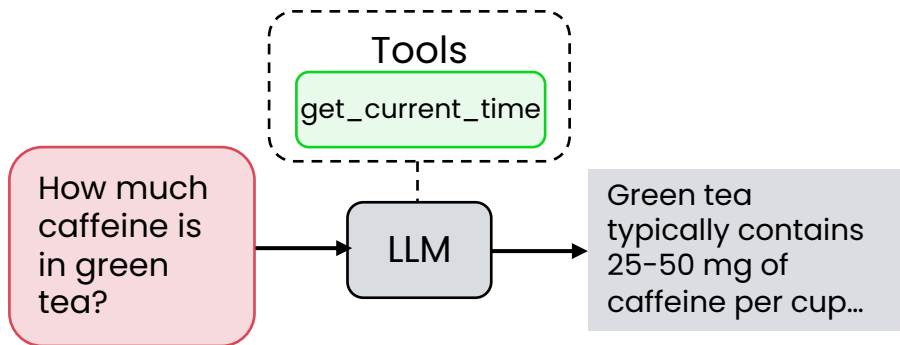 Tools
get_current_time
How much
caffeine is
in green
tea?
LLM
Green tea
typically contains
25-50 mg of
caffeine per cup…